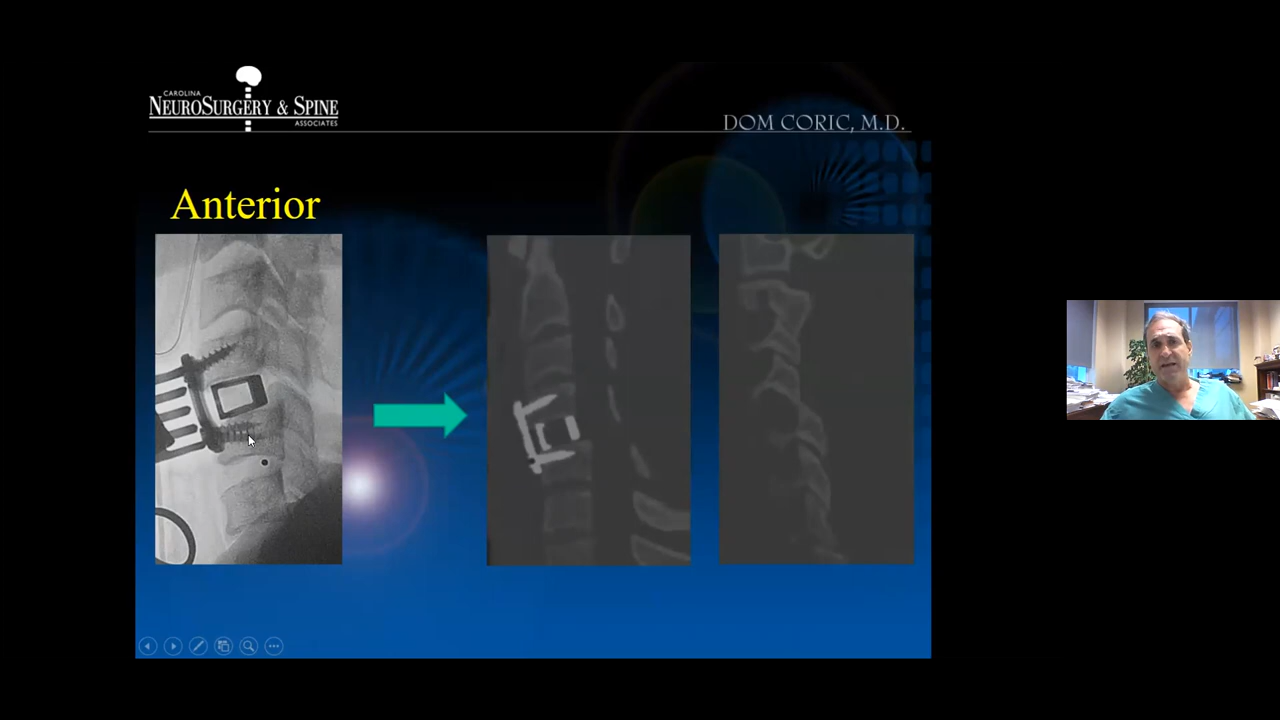 CAROLINA
NEUROSURGERY & SPINE
ASSOCIATES
DOM CORIC, M.D.
Anterior